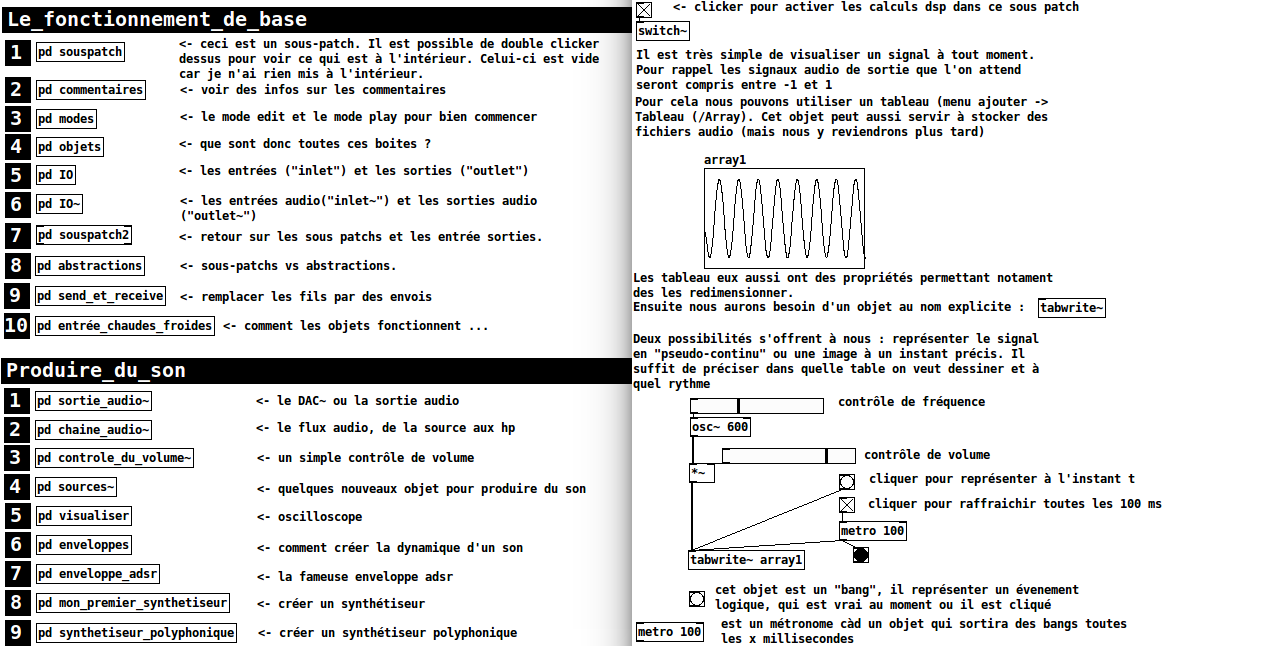 Le_fonctionnement_de_base
1 pd souspatch <- ceci est un sous-patch. Il est possible de double clicker
dessus pour voir ce qui est à l'intérieur. Celui-ci est vide
car je n'ai rien mis à l'intérieur.
2 pd commentaires <- voir des infos sur les commentaires
3 pd modes <- le mode edit et le mode play pour bien commencer
4 pd objets <- que sont donc toutes ces boites ?
5 pd IO <- les entrées ("inlet") et les sorties ("outlet")
6 pd IO~ <- les entrées audio("inlet~") et les sorties audio
("outlet~")
7 pd souspatch2 <- retour sur les sous patchs et les entrée sorties.
8 pd abstractions <- sous-patchs vs abstractions.
9 pd send_et_receive <- remplacer les fils par des envois
10 pd entrée_chaudes_froides <- comment les objets fonctionnent ...
Produire_du_son
1 pd sortie_audio~ <- le DAC~ ou la sortie audio
2 pd chaine_audio~ <- le flux audio, de la source aux hp
3 pd controle_du_volume~ <- un simple contrôle de volume
4 pd sources~ <- quelques nouveaux objet pour produire du son
5 pd visualiser <- oscilloscope
6 pd enveloppes <- comment créer la dynamique d'un son
7 pd enveloppe_adsr <- la fameuse enveloppe adsr
8 pd mon_premier_synthetiseur <- créer un synthétiseur
9 pd synthetiseur_polyphonique <- créer un synthétiseur polyphonique
<- clicker pour activer les calculs dsp dans ce sous patch
switch~
Il est très simple de visualiser un signal à tout moment.
Pour rappel les signaux audio de sortie que l'on attend
seront compris entre -1 et 1
Pour cela nous pouvons utiliser un tableau (menu ajouter ->
Tableau (/Array). Cet objet peut aussi servir à stocker des
fichiers audio (mais nous y reviendrons plus tard)
array1
Les tableau eux aussi ont des propriétés permettant notament
des les redimensionner.
Ensuite nous aurons besoin d'un objet au nom explicite : tabwrite~
Deux possibilités s'offrent à nous : représenter le signal
en "pseudo-continu" ou une image à un instant précis. Il
suffit de préciser dans quelle table on veut dessiner et à
quel rythme
contrôle de fréquence
osc~ 600
contrôle de volume
*~
cliquer pour représenter à l'instant t
cliquer pour raffraichir toutes les 100 ms
metro 100
tabwrite~ array1
cet objet est un "bang", il représenter un évenement
logique, qui est vrai au moment ou il est cliqué
metro 100 est un métronome càd un objet qui sortira des bangs toutes
les x millisecondes